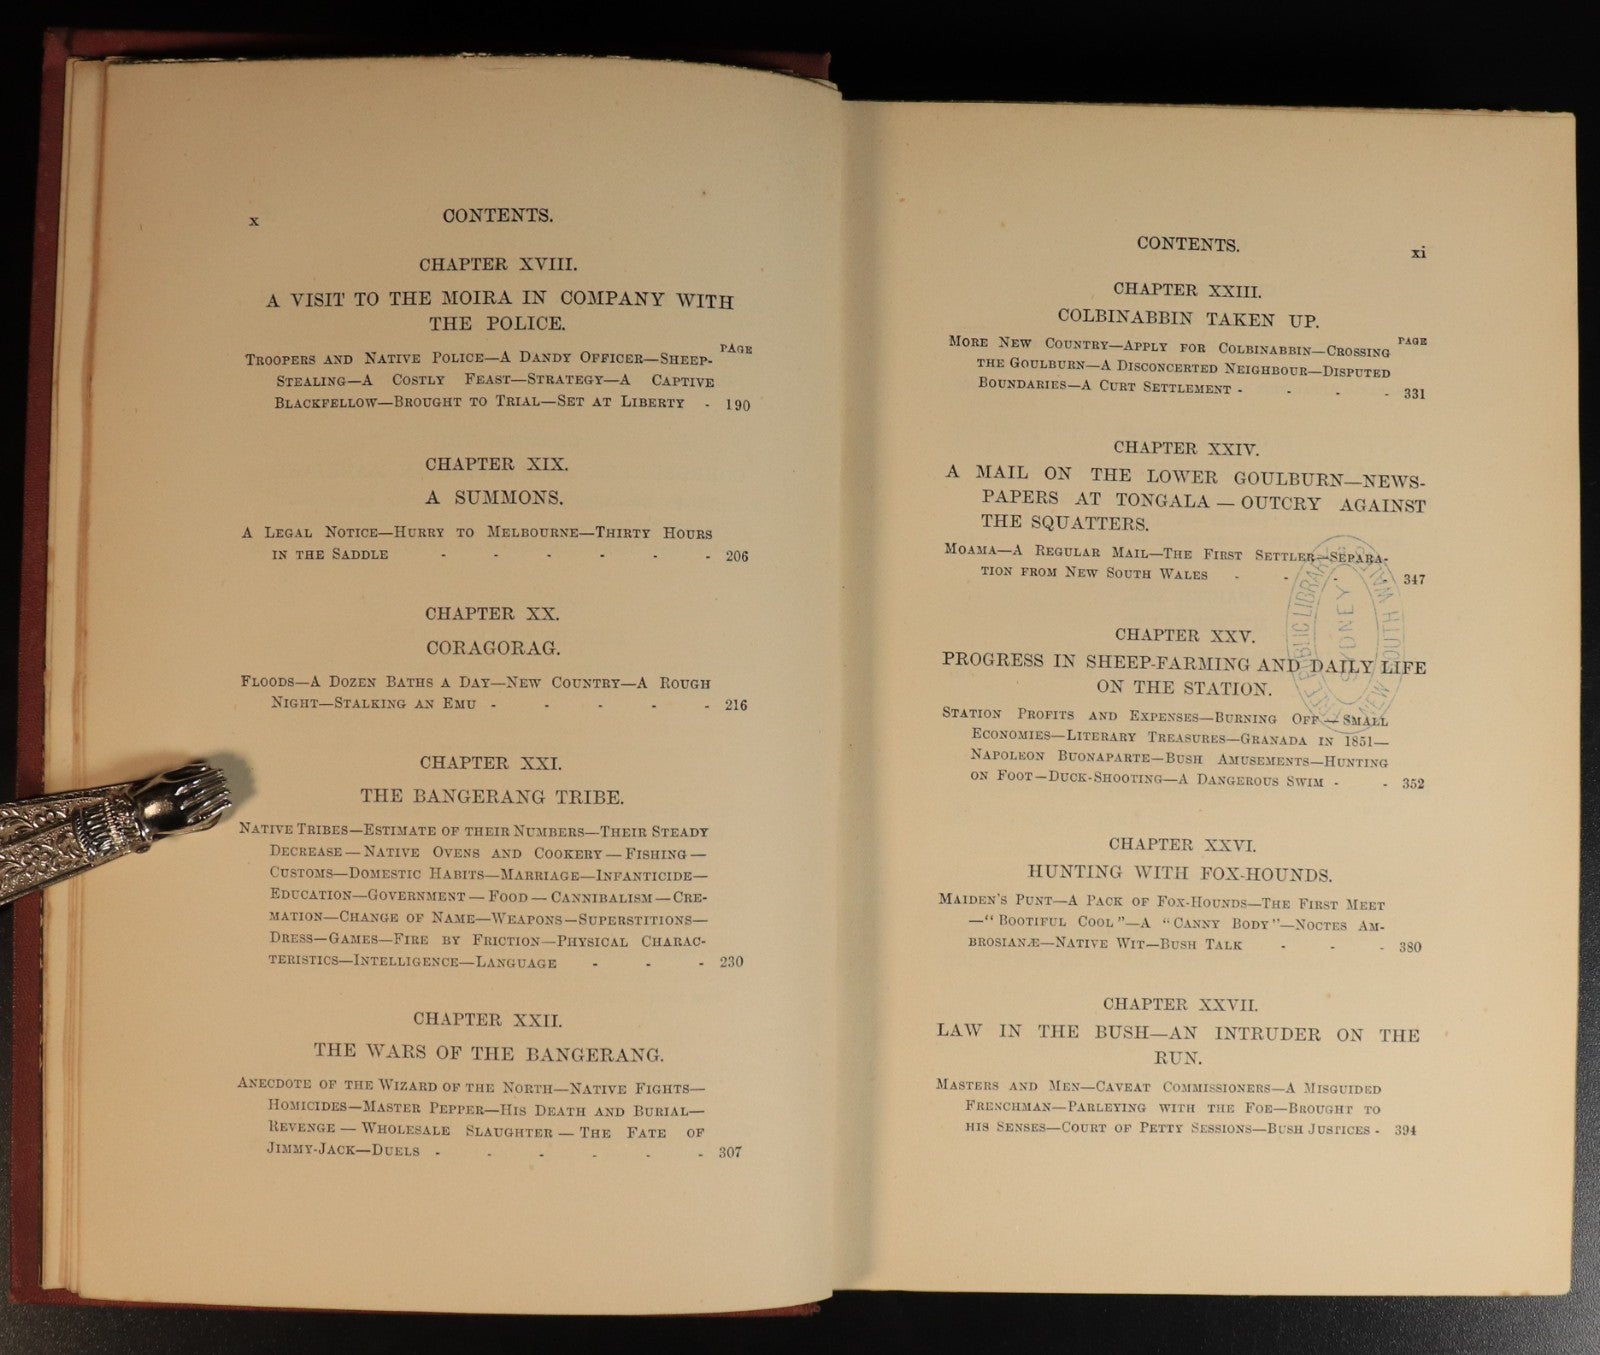 x
CONTENTS.
CHAPTER XVIII.
A VISIT TO THE MOIRA IN COMPANY WITH
THE POLICE.
PAGE
TROOPERS AND NATIVE POLICE—A DANDY OFFICER—SHEEP-
STEALING—A COSTLY FEAST—STRATEGY—A CAPTIVE
BLACKFELLOW—BROUGHT TO TRIAL—SET AT LIBERTY - 190
CHAPTER XIX.
A SUMMONS.
A LEGAL NOTICE—HURRY TO MELBOURNE—THIRTY HOURS
IN THE SADDLE - - - - - - 206
CHAPTER XX.
CORAGORAG.
FLOODS—A DOZEN BATHS A DAY—NEW COUNTRY—A ROUGH
NIGHT—STALKING AN EMU - - - - - 216
CHAPTER XXI.
THE BANGERANG TRIBE.
NATIVE TRIBES—ESTIMATE OF THEIR NUMBERS—THEIR STEADY
DECREASE—NATIVE OVENS AND COOKERY—FISHING—
CUSTOMS—DOMESTIC HABITS—MARRIAGE—INFANTICIDE—
EDUCATION—GOVERNMENT—FOOD—CANNIBALISM—CRE-
MATION—CHANGE OF NAME—WEAPONS—SUPERSTITIONS—
DRESS—GAMES—FIRE BY FRICTION—PHYSICAL CHARAC-
TERISTICS—INTELLIGENCE—LANGUAGE - - - 230
CHAPTER XXII.
THE WARS OF THE BANGERANG.
ANECDOTE OF THE WIZARD OF THE NORTH—NATIVE FIGHTS—
HOMICIDES—MASTER PEPPER—HIS DEATH AND BURIAL—
REVENGE—WHOLESALE SLAUGHTER—THE FATE OF
JIMMY-JACK—DUELS - - - - - - 307
CONTENTS.
xi
CHAPTER XXIII.
COLBINABBIN TAKEN UP.
PAGE
MORE NEW COUNTRY—APPLY FOR COLBINABBIN—CROSSING
THE GOULBURN—A DISCONCERTED NEIGHBOUR—DISPUTED
BOUNDARIES—A CURT SETTLEMENT - - - - 331
CHAPTER XXIV.
A MAIL ON THE LOWER GOULBURN—NEWS-
PAPERS AT TONGALA—OUTCRY AGAINST
THE SQUATTERS.
MOAMA—A REGULAR MAIL—THE FIRST SETTLER—SEPARA-
TION FROM NEW SOUTH WALES - - - - 347
PUBLIC LIBRARY
SYDNEY
NEW SOUTH WALES
CHAPTER XXV.
PROGRESS IN SHEEP-FARMING AND DAILY LIFE
ON THE STATION.
STATION PROFITS AND EXPENSES—BURNING OFF—SMALL
ECONOMIES—LITERARY TREASURES—GRANADA IN 1851—
NAPOLEON BUONAPARTE—BUSH AMUSEMENTS—HUNTING
ON FOOT—DUCK-SHOOTING—A DANGEROUS SWIM - - 352
CHAPTER XXVI.
HUNTING WITH FOX-HOUNDS.
MAIDEN'S PUNT—A PACK OF FOX-HOUNDS—THE FIRST MEET
—"BOOTIFUL COOL"—A "CANNY BODY"—NOCTES AM-
BROSIANÆ—NATIVE WIT—BUSH TALK - - - 380
CHAPTER XXVII.
LAW IN THE BUSH—AN INTRUDER ON THE
RUN.
MASTERS AND MEN—CAVEAT COMMISSIONERS—A MISGUIDED
FRENCHMAN—PARLEYING WITH THE FOE—BROUGHT TO
HIS SENSES—COURT OF PETTY SESSIONS—BUSH JUSTICES - 394